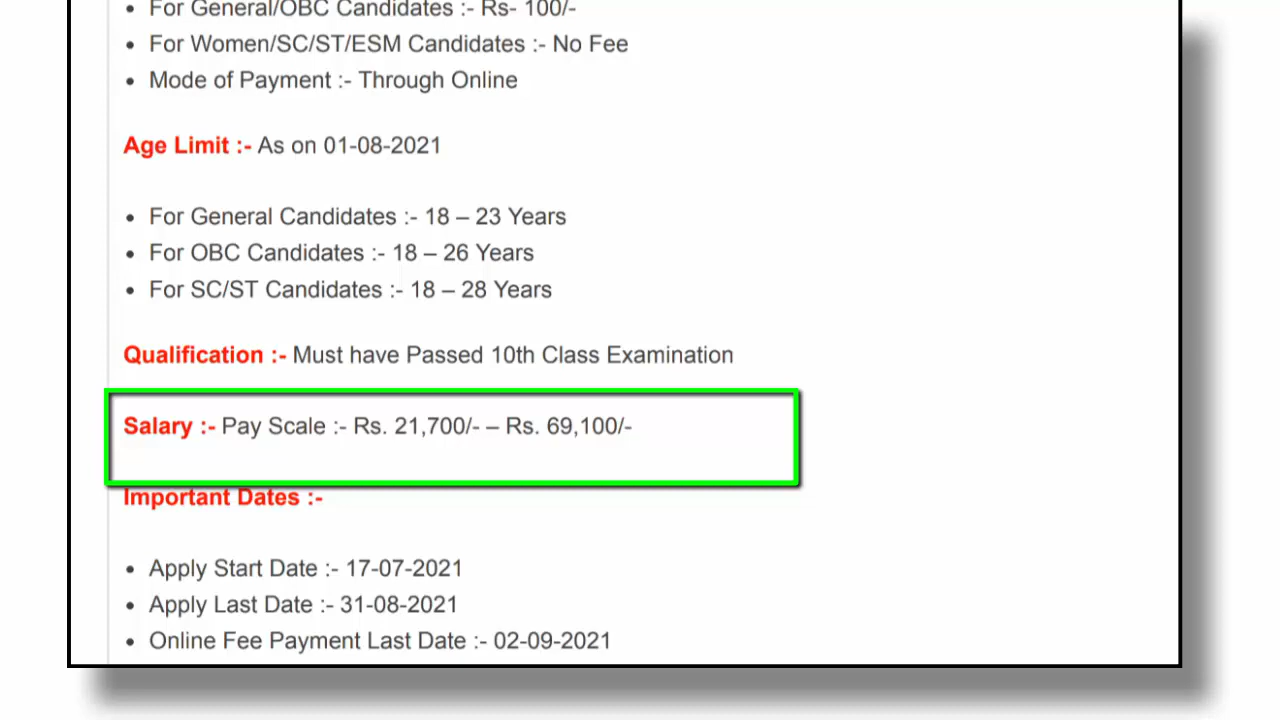 For General/OBC Candidates :- Rs- 100/-
For Women/SC/ST/ESM Candidates :- No Fee
Mode of Payment :- Through Online
Age Limit :- As on 01-08-2021
For General Candidates :- 18 – 23 Years
For OBC Candidates :- 18 – 26 Years
For SC/ST Candidates :- 18 – 28 Years
Qualification :- Must have Passed 10th Class Examination
Salary :- Pay Scale :- Rs. 21,700/- – Rs. 69,100/-
Important Dates :-
Apply Start Date :- 17-07-2021
Apply Last Date :- 31-08-2021
Online Fee Payment Last Date :- 02-09-2021